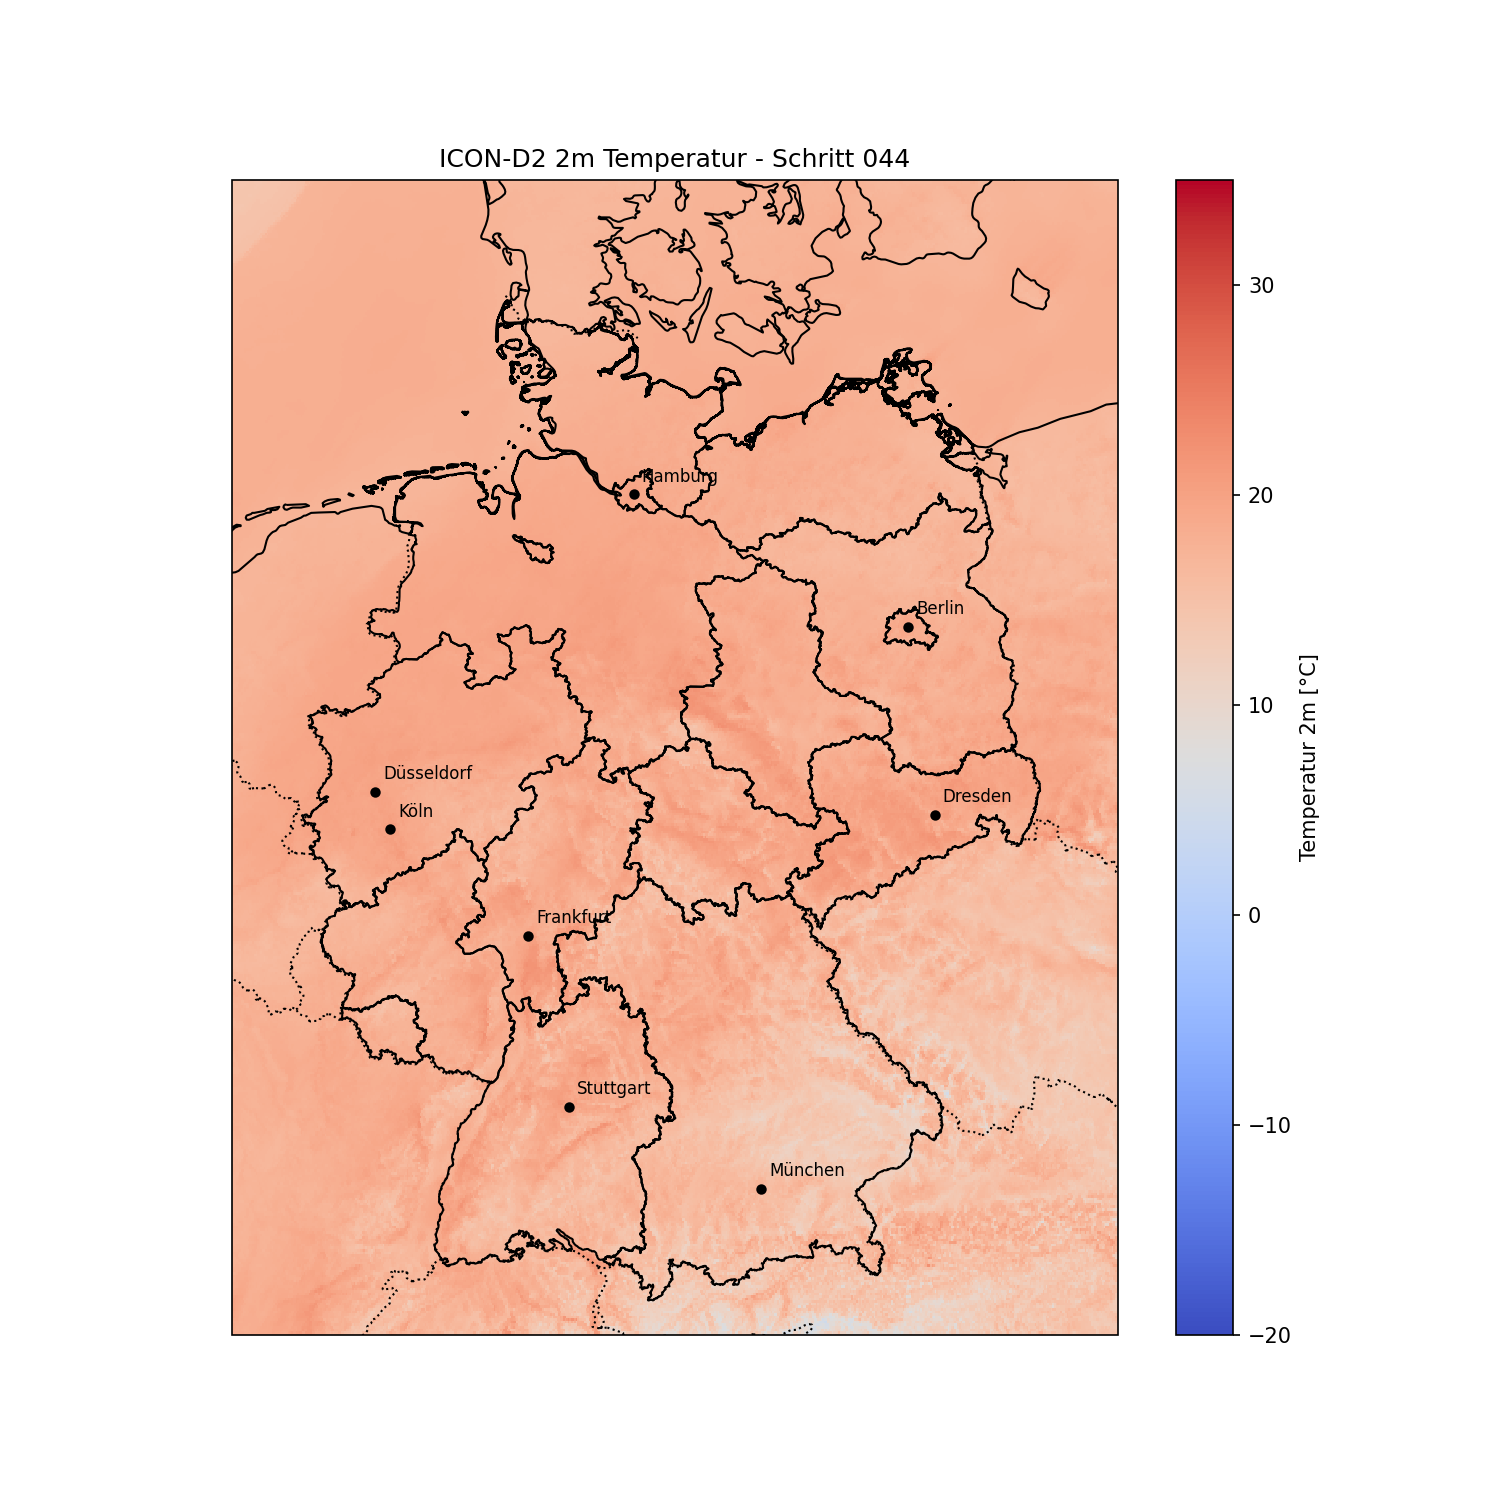 ICON-D2 2m Temperatur - Schritt 044
Hamburg
Berlin
Düsseldorf
Köln
Dresden
Frankfurt
Stuttgart
München
30
20
10
0
−10
−20
Temperatur 2m [°C]